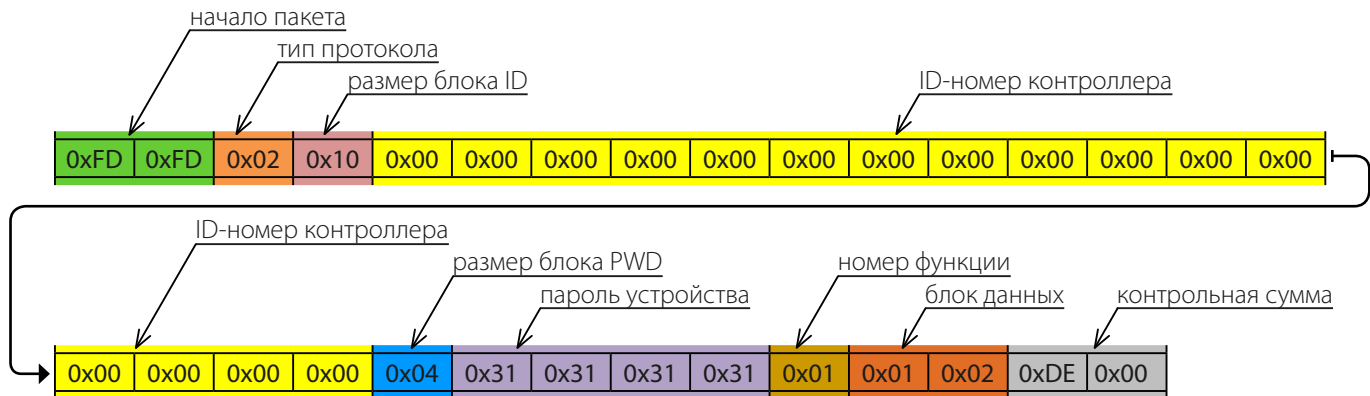 начало пакета
тип протокола
размер блока ID
ID-номер контроллера
0xFD 0xFD 0x02 0x10 0x00 0x00 0x00 0x00 0x00 0x00 0x00 0x00 0x00 0x00 0x00 0x00
ID-номер контроллера
размер блока PWD
номер функции
пароль устройства
блок данных
контрольная сумма
0x00 0x00 0x00 0x00 0x04 0x31 0x31 0x31 0x31 0x01 0x01 0x02 0xDE 0x00